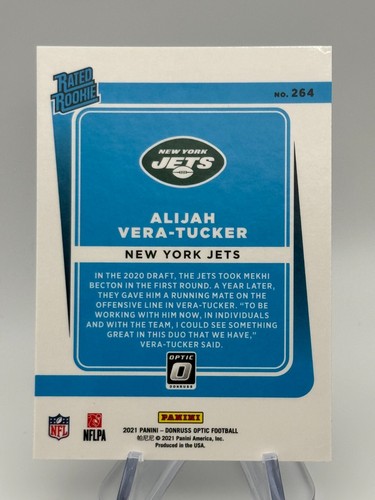 RATED
ROOKIE
NO. 264
NEW YORK
JETS
ALIJAH
VERA-TUCKER
NEW YORK JETS
IN THE 2020 DRAFT, THE JETS TOOK MEKHI
BECTON IN THE FIRST ROUND. A YEAR LATER,
THEY GAVE HIM A RUNNING MATE ON THE
OFFENSIVE LINE IN VERA-TUCKER. “TO BE
WORKING WITH HIM NOW, IN INDIVIDUALS
AND WITH THE TEAM, I COULD SEE SOMETHING
GREAT IN THIS DUO THAT WE HAVE,”
VERA-TUCKER SAID.
OPTIC
DONRUSS
NFL
NFLPA
PANINI
2021 PANINI – DONRUSS OPTIC FOOTBALL
帕尼尼 © 2021 Panini America, Inc.
Produced in the USA.